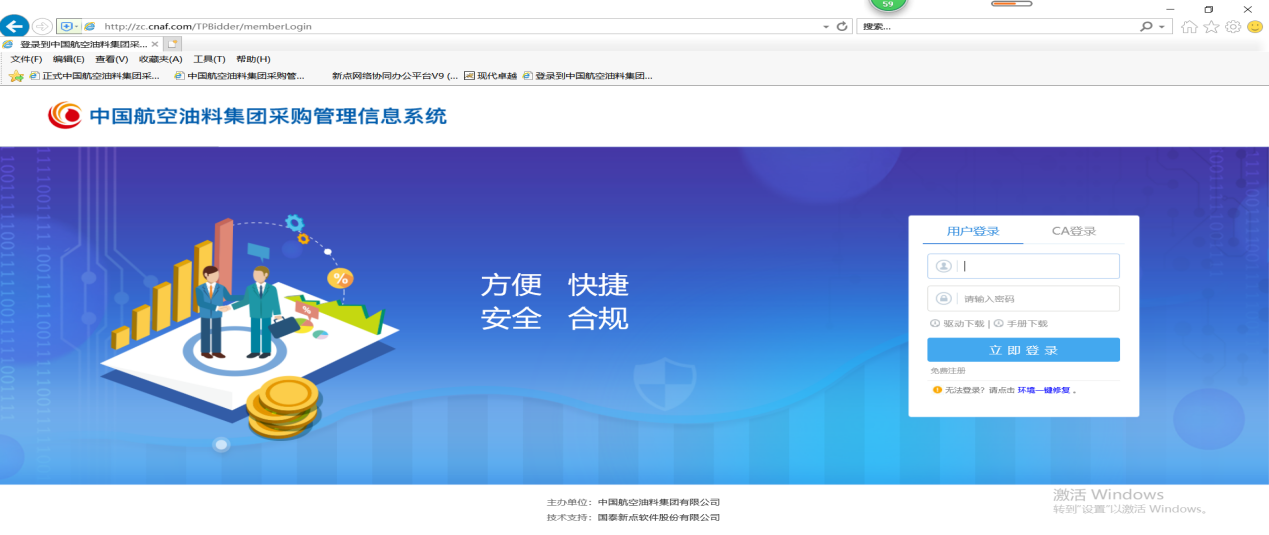 59
http://zc.cnaf.com/TPBidder/memberLogin
搜索...
登录到中国航空油料集团采... ×
文件(F) 编辑(E) 查看(V) 收藏夹(A) 工具(T) 帮助(H)
正式中国航空油料集团采... 中国航空油料集团采购管... 新点网络协同办公平台V9 (... 现代卓越 登录到中国航空油料集团...
中国航空油料集团采购管理信息系统
用户登录 CA登录
请输入密码
驱动下载 | 手册下载
立即登录
免费注册
无法登录？请点击 环境一键修复 。
方便 快捷
安全 合规
%
%
主办单位：中国航空油料集团有限公司
技术支持：国泰新点软件股份有限公司
激活 Windows
转到"设置"以激活 Windows。